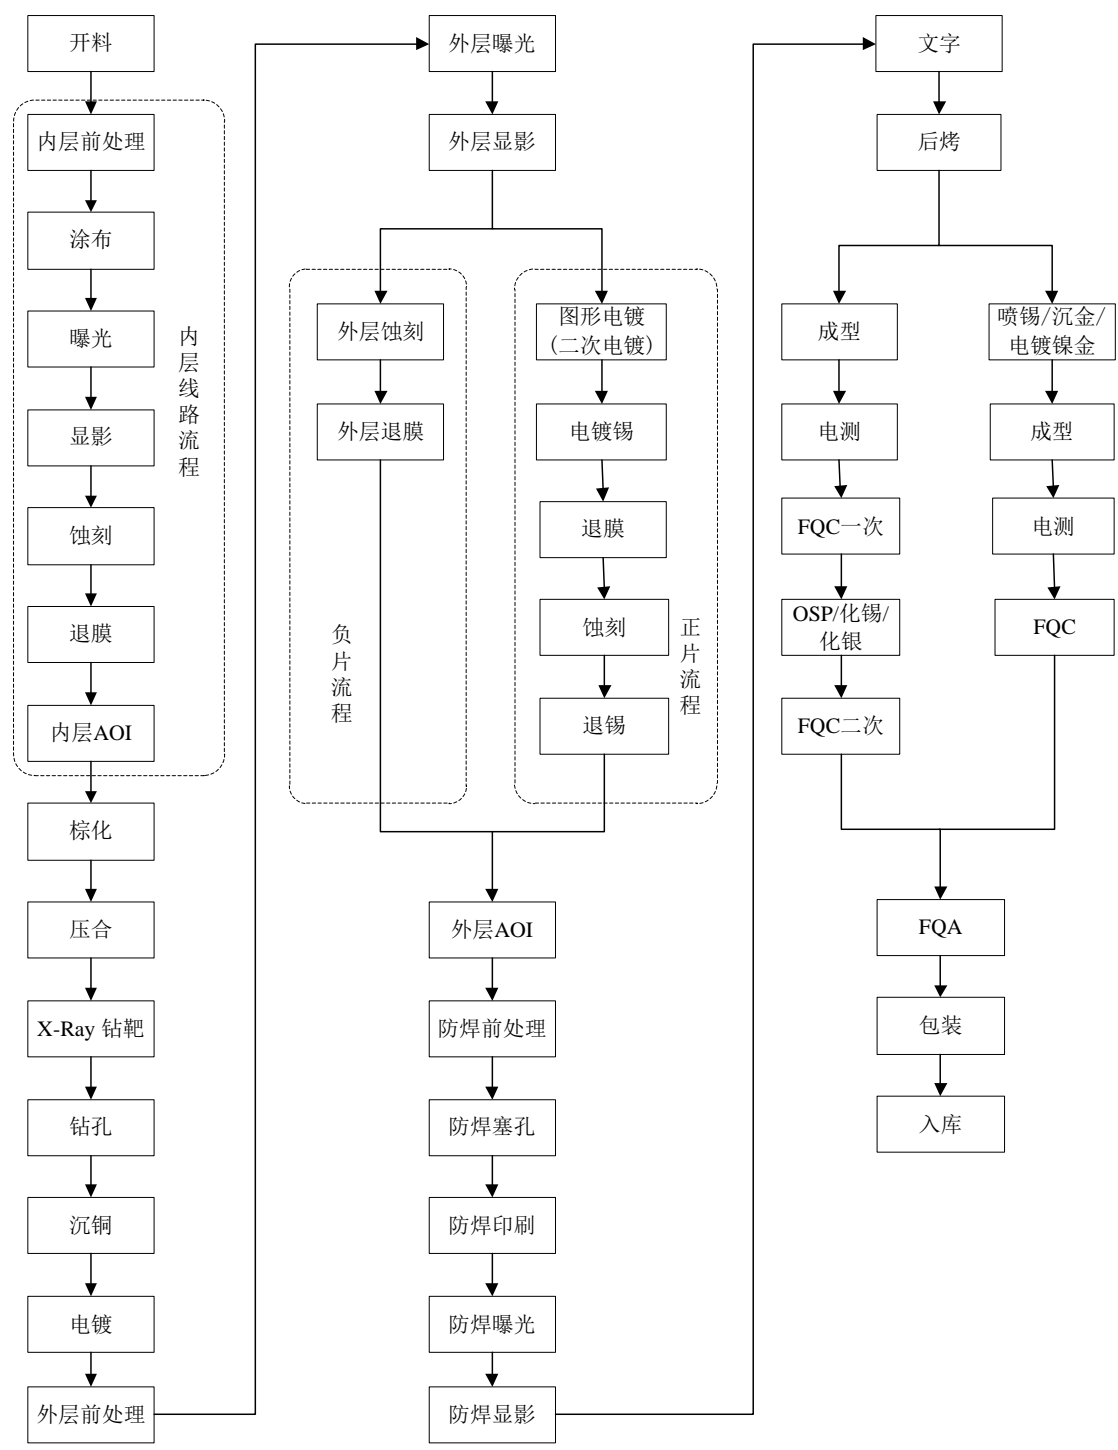 开料
内层前处理
涂布
曝光
显影
蚀刻
退膜
内层AOI
内层线路流程
棕化
压合
X-Ray 钻靶
钻孔
沉铜
电镀
外层前处理
外层曝光
外层显影
外层蚀刻
外层退膜
负片流程
图形电镀
(二次电镀)
电镀锡
退膜
蚀刻
退锡
正片流程
外层AOI
防焊前处理
防焊塞孔
防焊印刷
防焊曝光
防焊显影
文字
后烤
成型
电测
FQC一次
OSP/化锡/
化银
FQC二次
喷锡/沉金/
电镀镍金
成型
电测
FQC
FQA
包装
入库